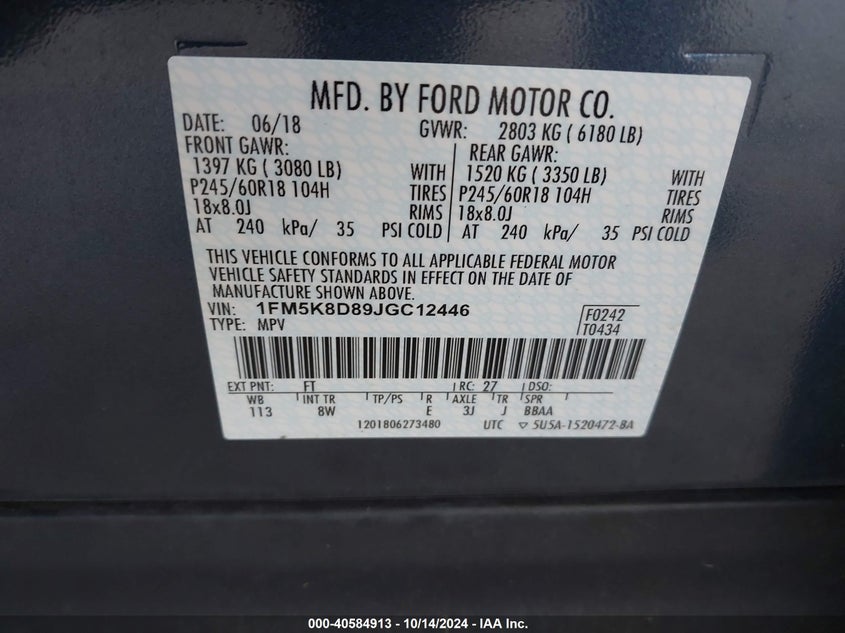 MFD. BY FORD MOTOR CO.
DATE: 06/18 GVWR: 2803 KG ( 6180 LB)
FRONT GAWR: REAR GAWR:
1397 KG ( 3080 LB) WITH 1520 KG ( 3350 LB) WITH
P245/60R18 104H TIRES P245/60R18 104H TIRES
18x8.0J RIMS 18x8.0J RIMS
AT 240 kPa/ 35 PSI COLD AT 240 kPa/ 35 PSI COLD
THIS VEHICLE CONFORMS TO ALL APPLICABLE FEDERAL MOTOR
VEHICLE SAFETY STANDARDS IN EFFECT ON THE DATE OF
MANUFACTURE SHOWN ABOVE.
VIN: 1FM5K8D89JGC12446 F0242
TYPE: MPV T0434
EXT PNT: FT RC: 27 DSO:
WB INT TR TP/PS R AXLE TR SPR
113 8W E 3J J BBAA
1201806273480 UTC ▽ 5U5A-1520472-BA
000-40584913 - 10/14/2024 - IAA Inc.